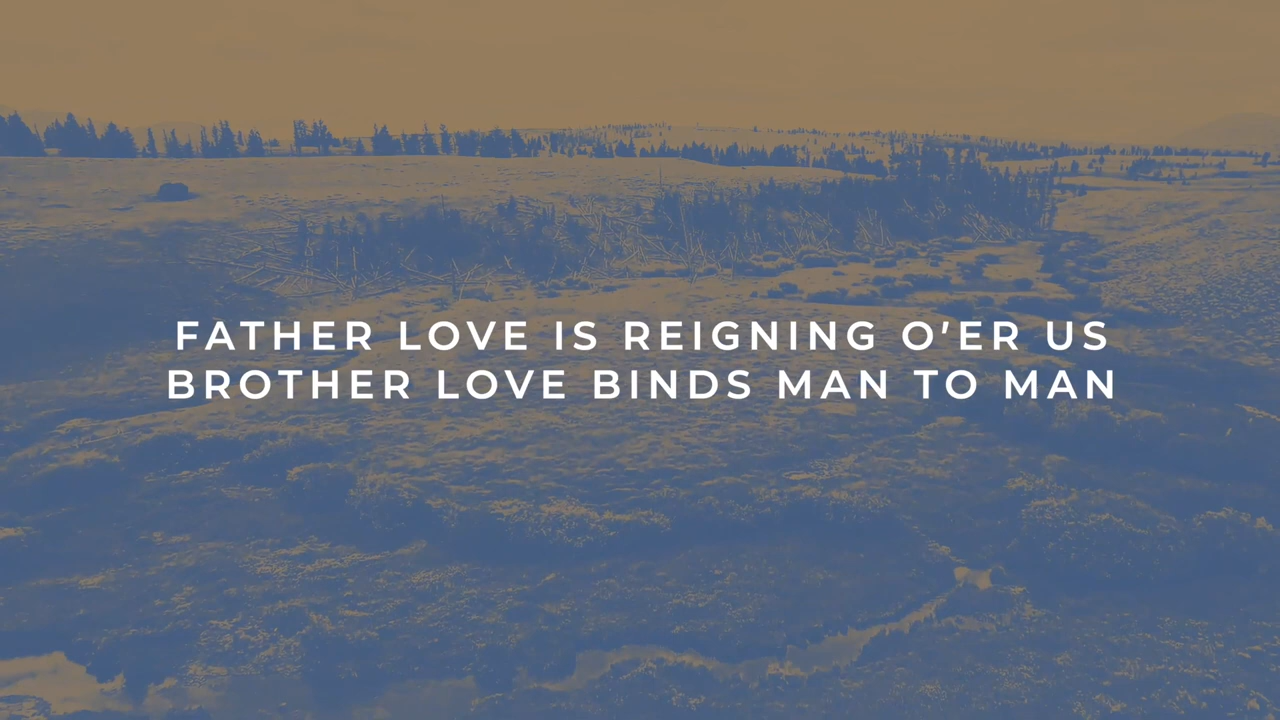 FATHER LOVE IS REIGNING O'ER US
BROTHER LOVE BINDS MAN TO MAN